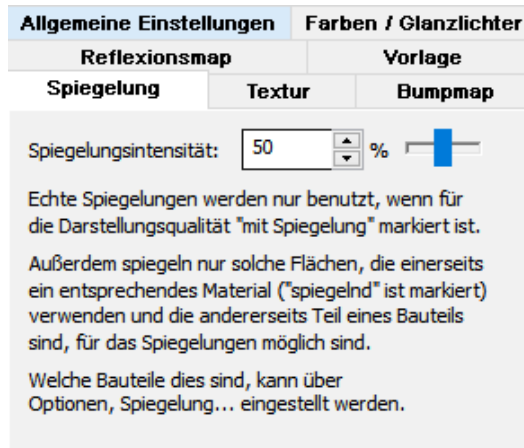 Allgemeine Einstellungen Farben / Glanzlichter
Reflexionsmap Vorlage
Spiegelung Textur Bumpmap
Spiegelungsintensität: 50 %
Echte Spiegelungen werden nur benutzt, wenn für
die Darstellungsqualität "mit Spiegelung" markiert ist.
Außerdem spiegeln nur solche Flächen, die einerseits
ein entsprechendes Material ("spiegelnd" ist markiert)
verwenden und die andererseits Teil eines Bauteils
sind, für das Spiegelungen möglich sind.
Welche Bauteile dies sind, kann über
Optionen, Spiegelung... eingestellt werden.